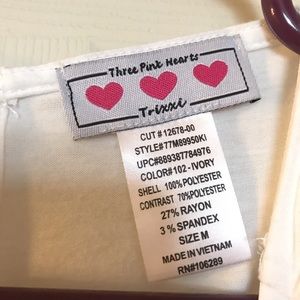 Three Pink Hearts
Trixxi
CUT # 12678-00
STYLE# 77M89950KI
UPC#889387784976
COLOR#102-IVORY
SHELL 100%POLYESTER
CONTRAST 70%POLYESTER
27% RAYON
3% SPANDEX
SIZE M
MADE IN VIETNAM
RN#106289